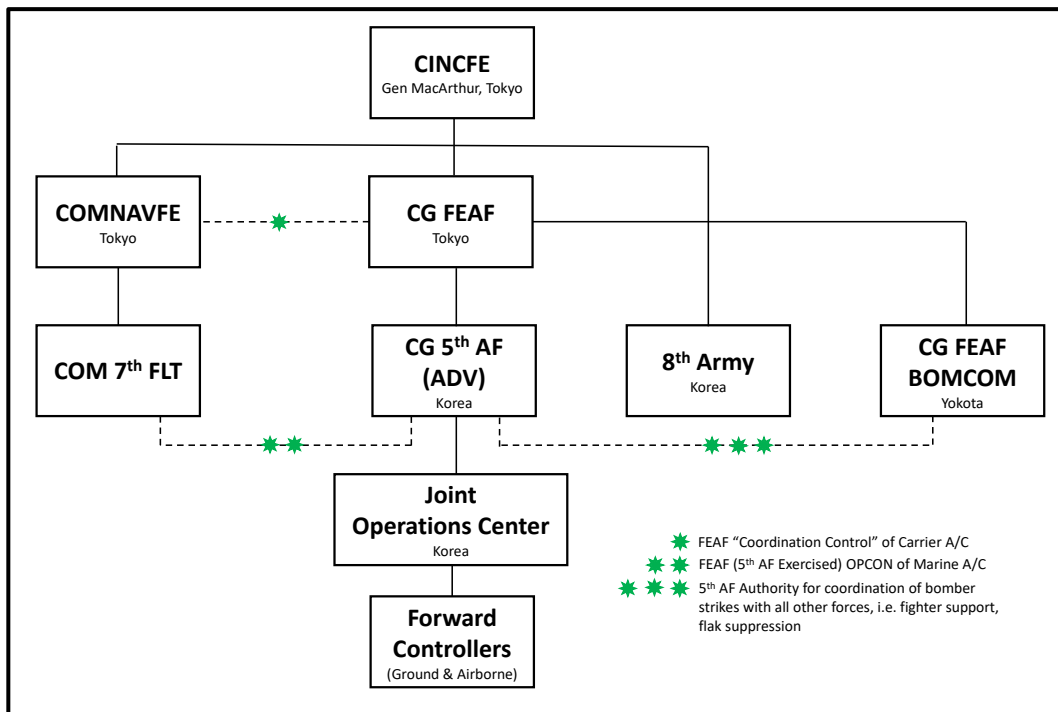 CINCFE
Gen MacArthur, Tokyo
COMNAVFE
Tokyo
CG FEAF
Tokyo
COM 7th FLT
CG 5th AF
(ADV)
Korea
8th Army
Korea
CG FEAF
BOMCOM
Yokota
Joint
Operations Center
Korea
Forward
Controllers
(Ground & Airborne)
FEAF “Coordination Control” of Carrier A/C
FEAF (5th AF Exercised) OPCON of Marine A/C
5th AF Authority for coordination of bomber
strikes with all other forces, i.e. fighter support,
flak suppression